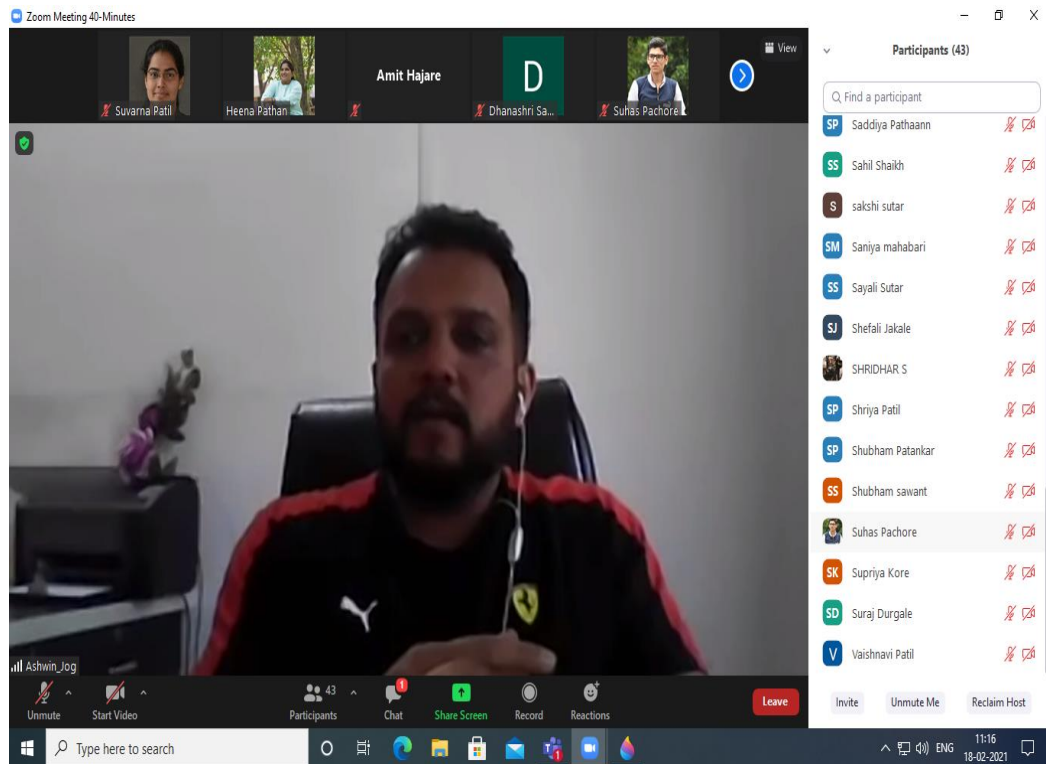 Zoom Meeting 40-Minutes
Suvarna Patil
Heena Pathan
Amit Hajare
D
Dhanashri Sa...
Suhas Pachore
View
Ashwin_Jog
Participants (43)
Find a participant
SP Saddiya Pathaann
SS Sahil Shaikh
S sakshi sutar
SM Saniya mahabari
SS Sayali Sutar
SJ Shefali Jakale
SHRIDHAR S
SP Shriya Patil
SP Shubham Patankar
SS Shubham sawant
Suhas Pachore
SK Supriya Kore
SD Suraj Durgale
V Vaishnavi Patil
Invite Unmute Me Reclaim Host
43
1
Unmute Start Video Participants Chat Share Screen Record Reactions Leave
Type here to search
ENG
11:16
18-02-2021